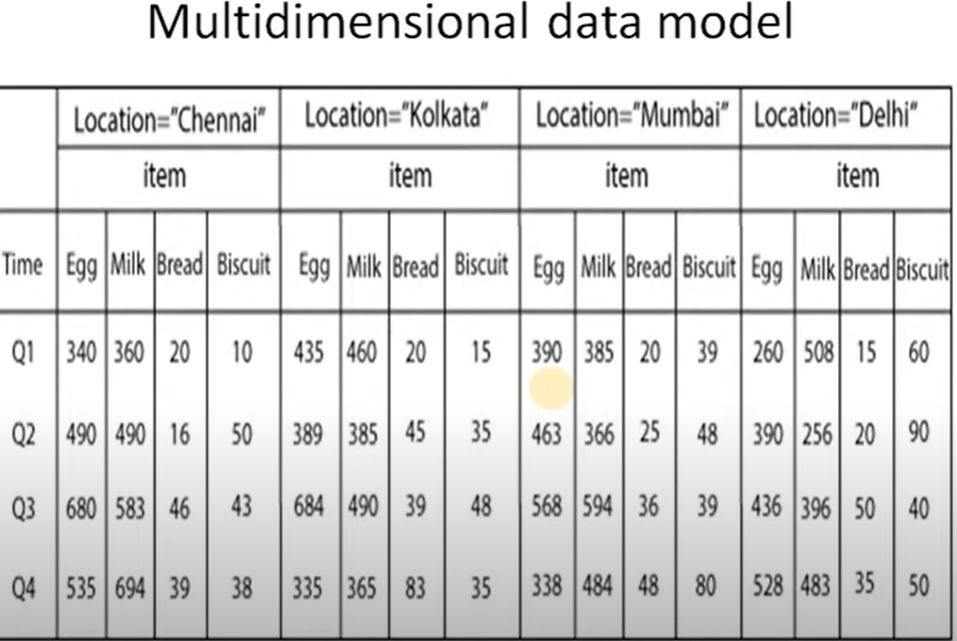 Multidimensional data model
Location="Chennai" Location="Kolkata" Location="Mumbai" Location="Delhi"
item item item item
Time Egg Milk Bread Biscuit Egg Milk Bread Biscuit Egg Milk Bread Biscuit Egg Milk Bread Biscuit
Q1 340 360 20 10 435 460 20 15 390 385 20 39 260 508 15 60
Q2 490 490 16 50 389 385 45 35 463 366 25 48 390 256 20 90
Q3 680 583 46 43 684 490 39 48 568 594 36 39 436 396 50 40
Q4 535 694 39 38 335 365 83 35 338 484 48 80 528 483 35 50